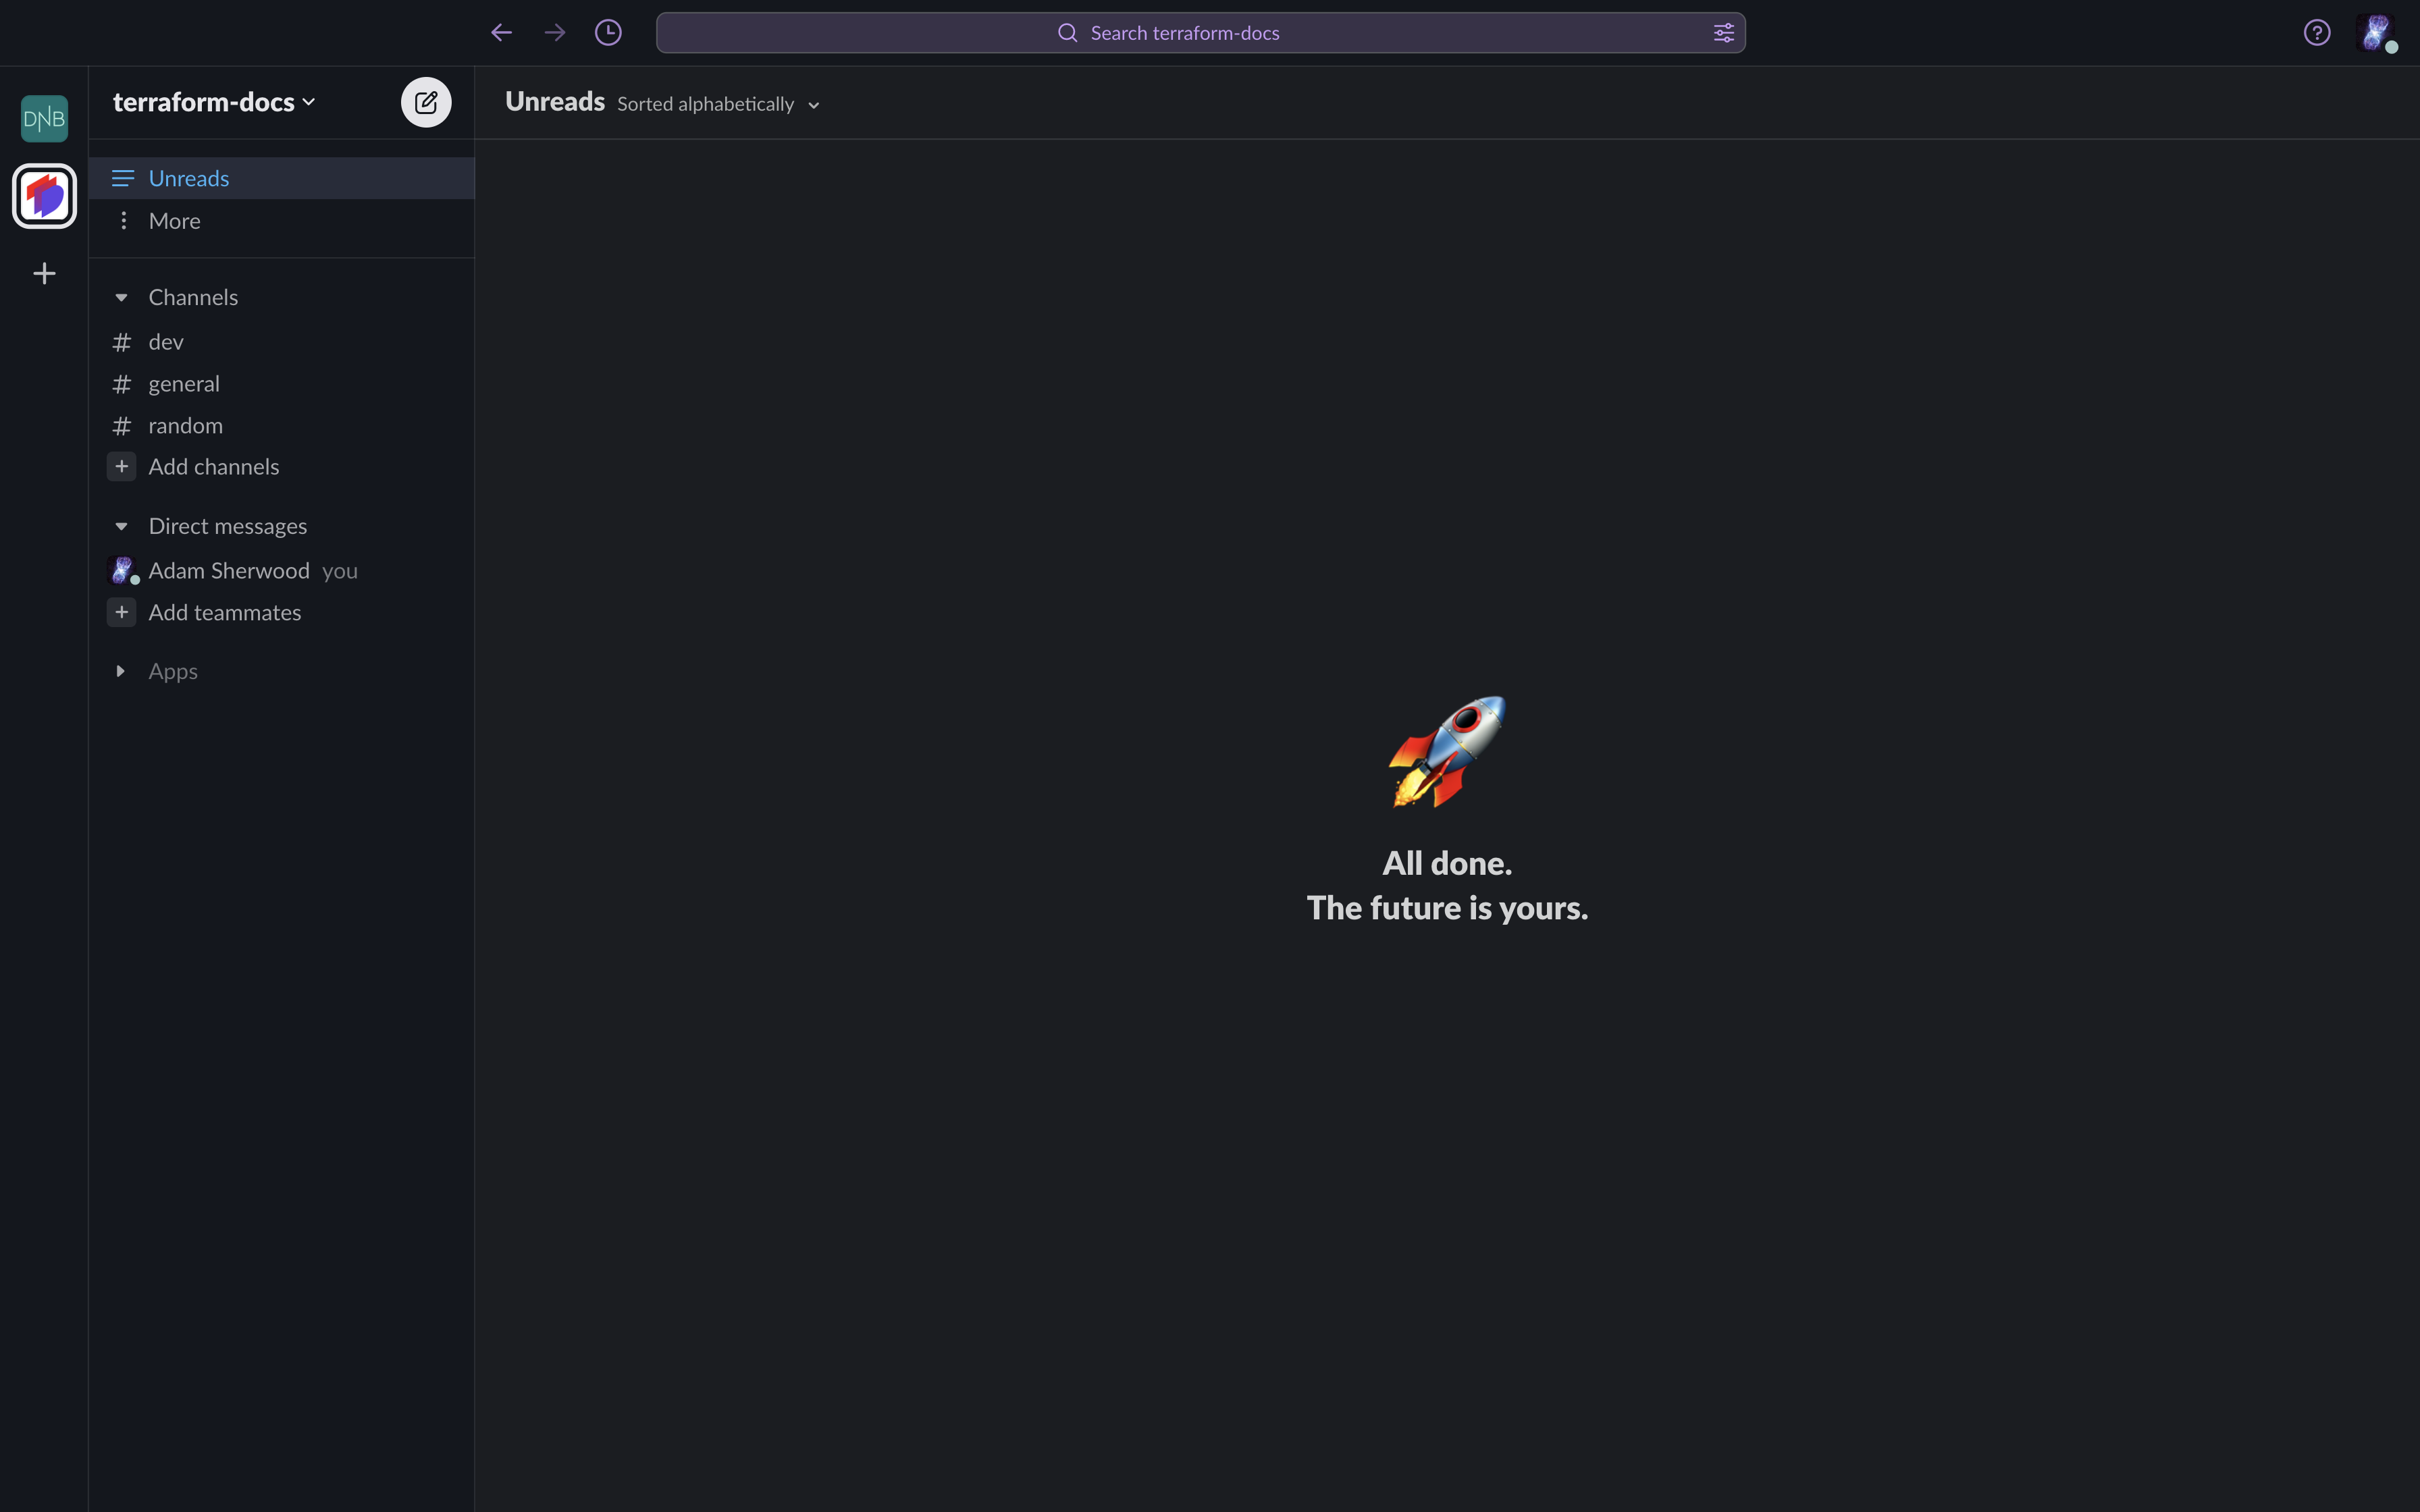 Search terraform-docs
DNB
terraform-docs
Unreads
More
Channels
# dev
# general
# random
+ Add channels
Direct messages
Adam Sherwood you
+ Add teammates
Apps
Unreads Sorted alphabetically
All done.
The future is yours.